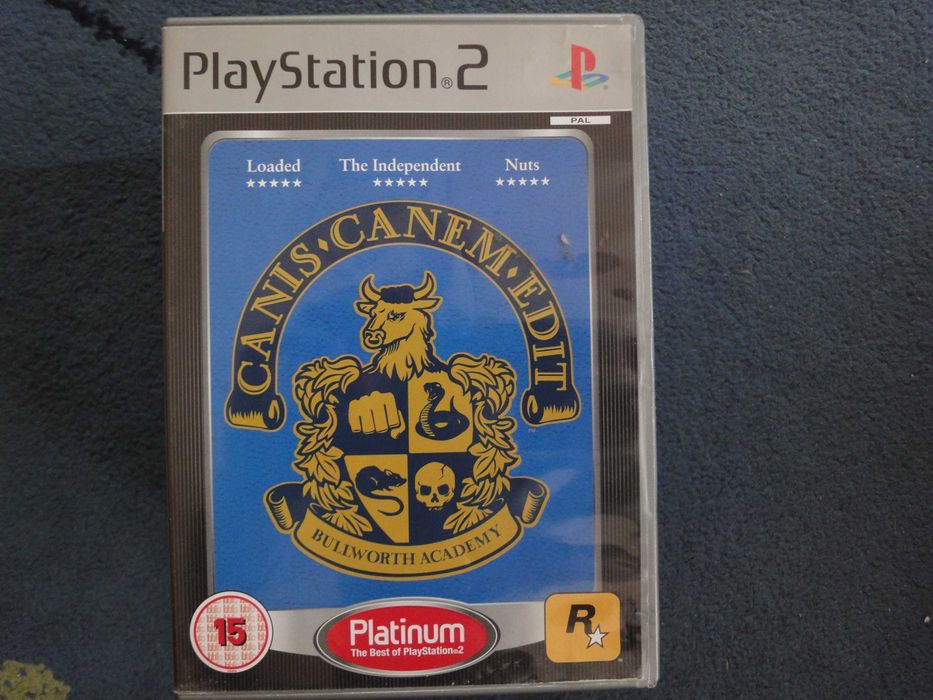 PlayStation®2
PAL
Loaded The Independent Nuts
★★★★★ ★★★★★ ★★★★★
CANIS·CANEM·EDIT
TM
BULLWORTH ACADEMY
15
Platinum
The Best of PlayStation®2
R★